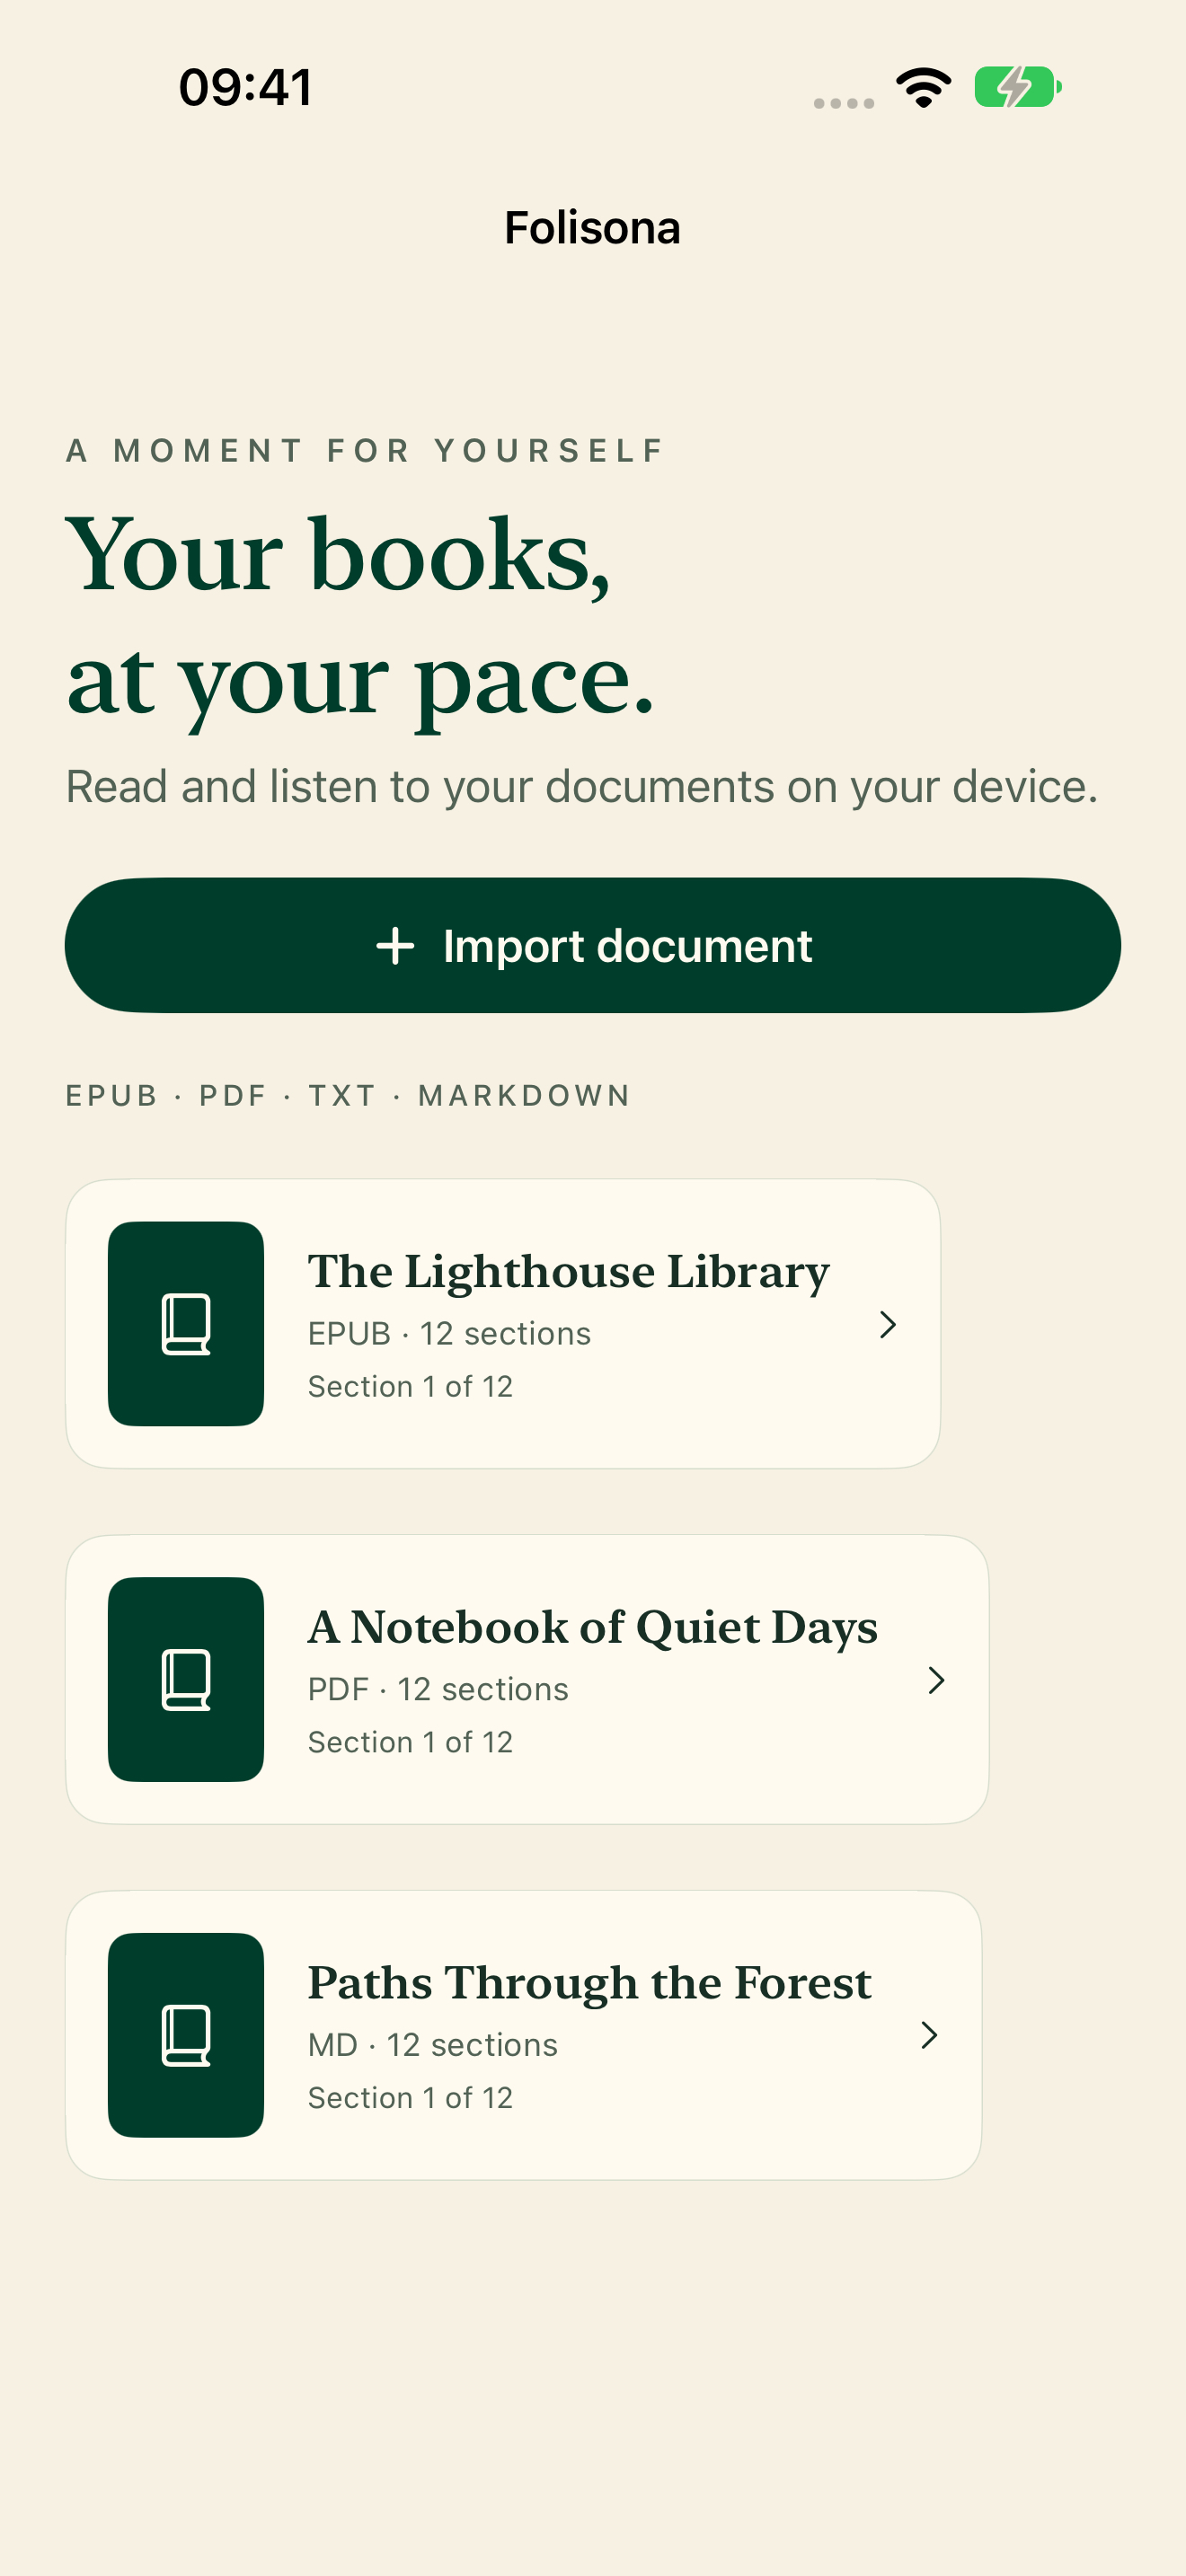 09:41
Folisona
A MOMENT FOR YOURSELF
Your books,
at your pace.
Read and listen to your documents on your device.
Import document
EPUB · PDF · TXT · MARKDOWN
The Lighthouse Library
EPUB · 12 sections
Section 1 of 12
A Notebook of Quiet Days
PDF · 12 sections
Section 1 of 12
Paths Through the Forest
MD · 12 sections
Section 1 of 12